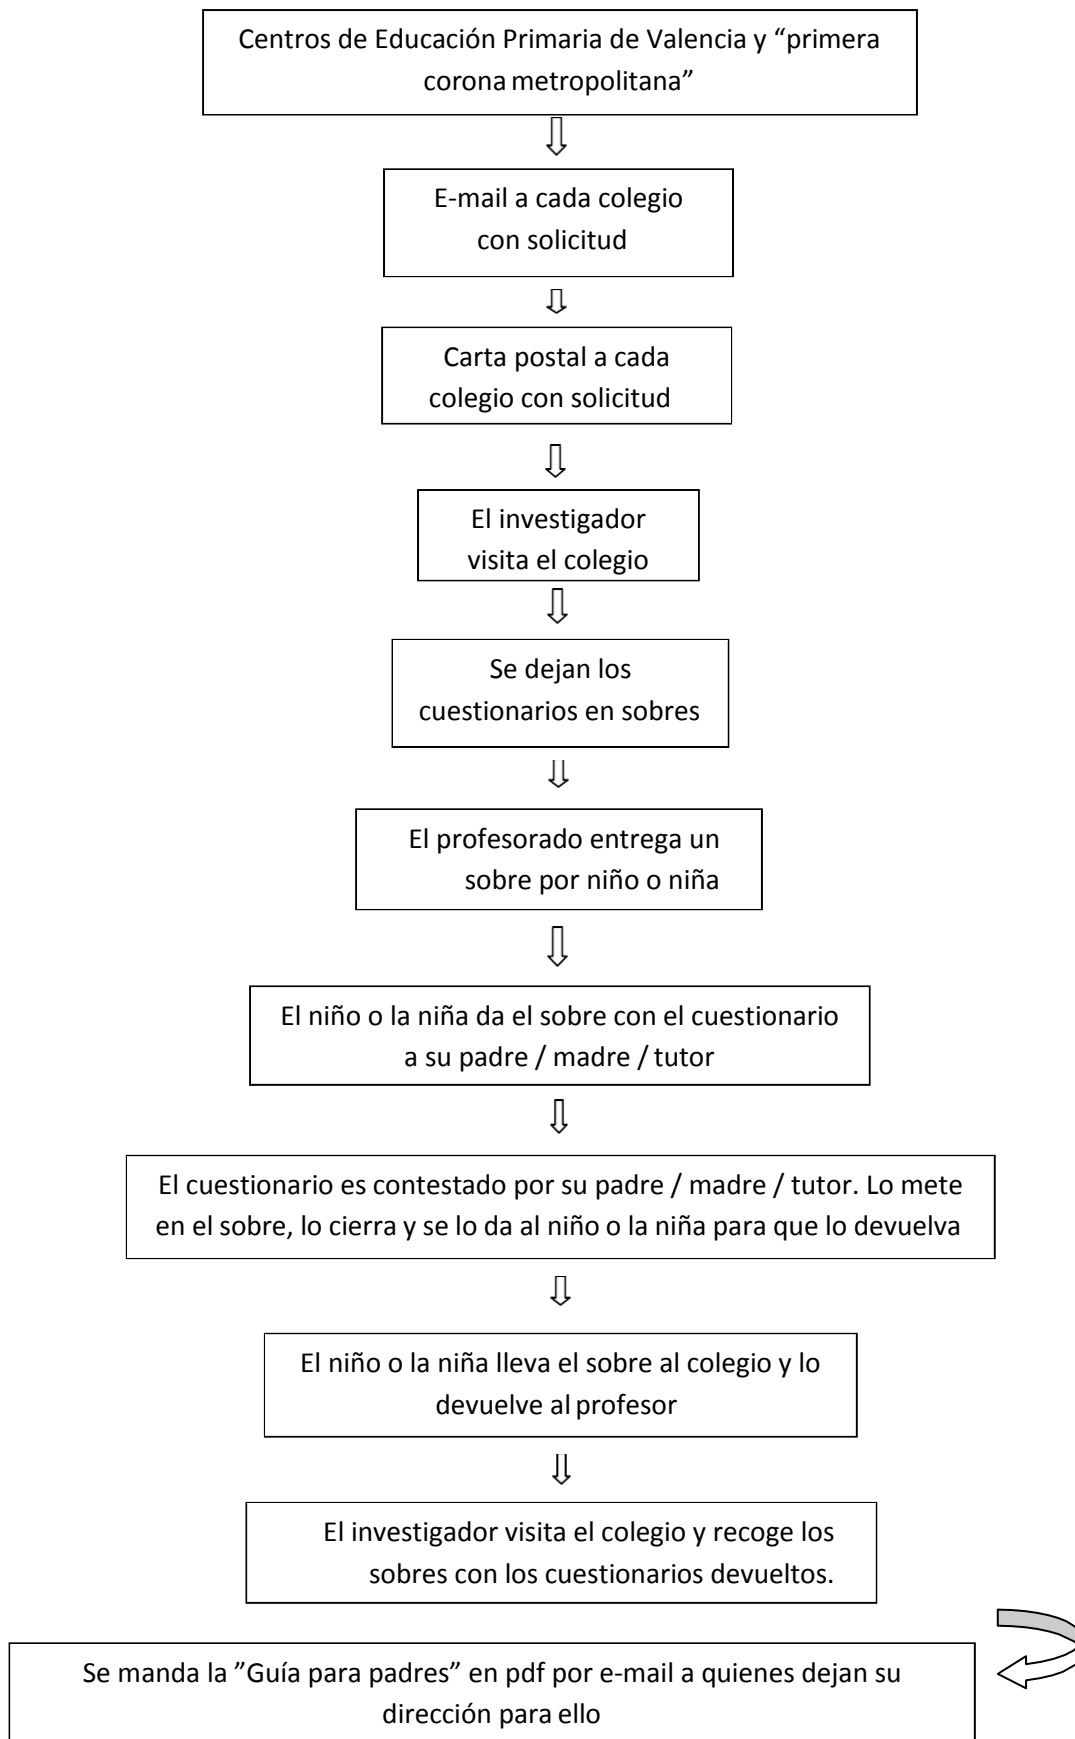 Centros de Educación Primaria de Valencia y “primera
corona metropolitana”
E-mail a cada colegio
con solicitud
Carta postal a cada
colegio con solicitud
El investigador
visita el colegio
Se dejan los
cuestionarios en sobres
El profesorado entrega un
sobre por niño o niña
El niño o la niña da el sobre con el cuestionario
a su padre / madre / tutor
El cuestionario es contestado por su padre / madre / tutor. Lo mete
en el sobre, lo cierra y se lo da al niño o la niña para que lo devuelva
El niño o la niña lleva el sobre al colegio y lo
devuelve al profesor
El investigador visita el colegio y recoge los
sobres con los cuestionarios devueltos.
Se manda la ”Guía para padres” en pdf por e-mail a quienes dejan su
dirección para ello